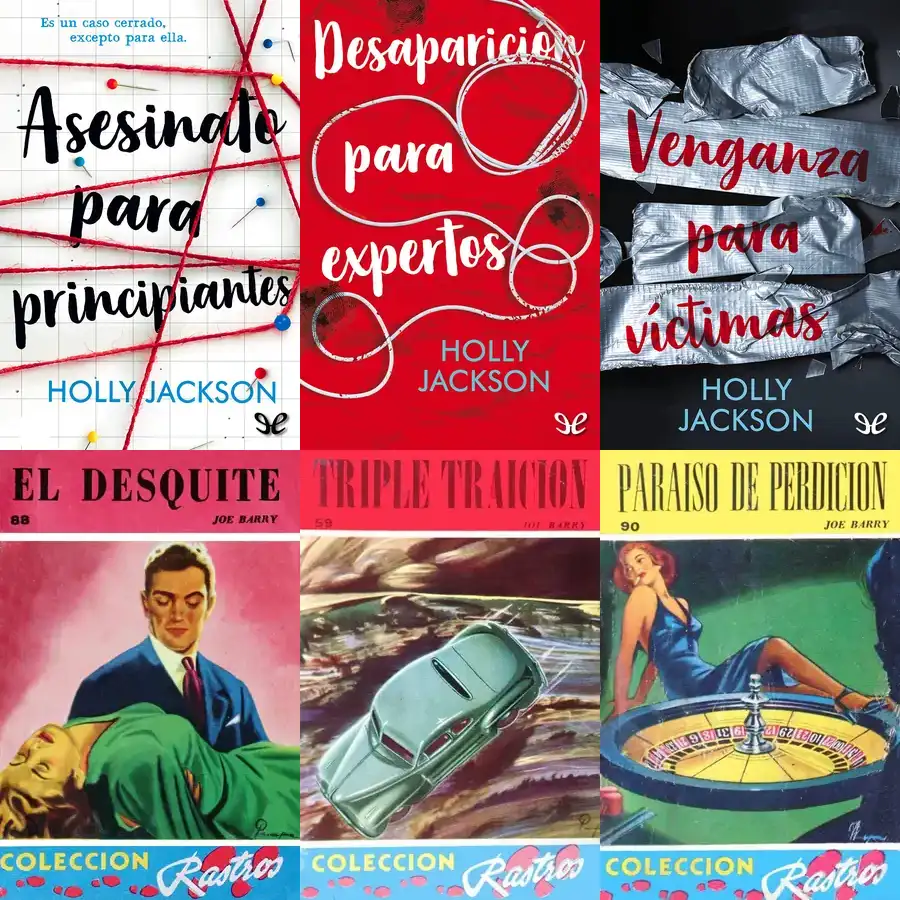 Es un caso cerrado,
excepto para ella.
Asesinato
para
principiantes
HOLLY JACKSON
Desaparición
para
expertos
HOLLY
JACKSON
Venganza
para
víctimas
HOLLY
JACKSON
EL DESQUITE
88
JOE BARRY
COLECCION
Rastros
TRIPLE TRAICION
59
JOE BARRY
COLECCION
Rastros
PARAISO DE PERDICION
90
JOE BARRY
COLECCION
Rastros